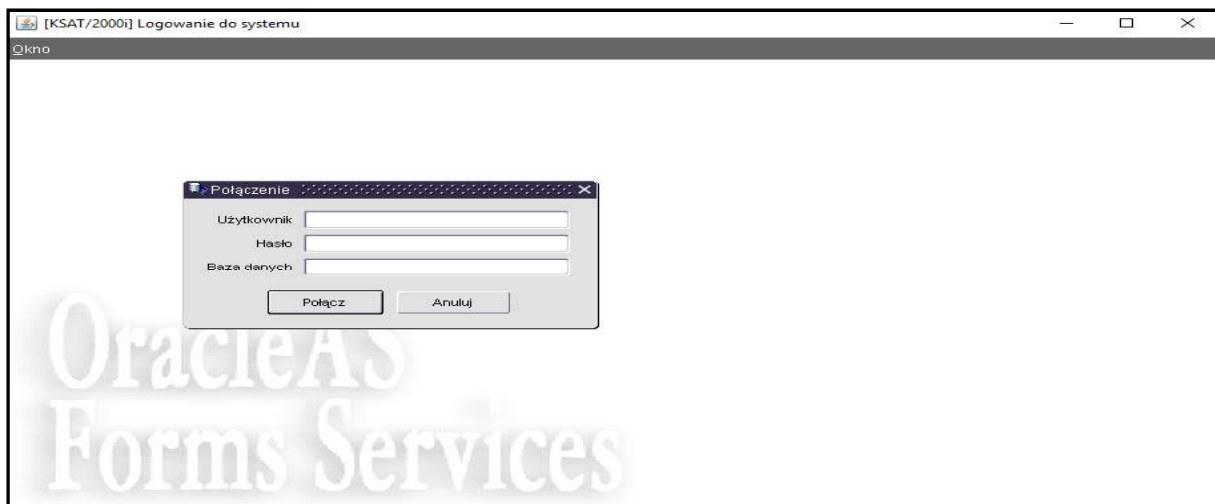 [KSAT/2000i] Logowanie do systemu
Okno
Połączenie
Użytkownik
Hasło
Baza danych
Połącz Anuluj
OracleAS
Forms Services